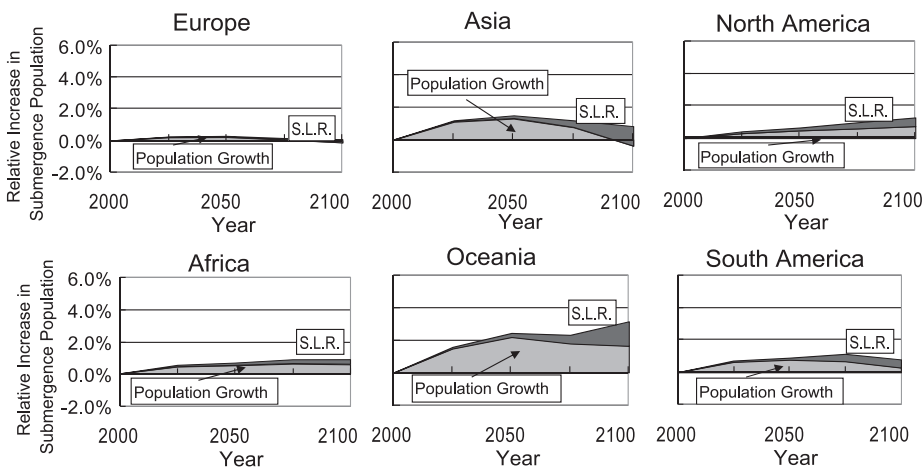 Europe
Asia
North America
Relative Increase in
Submergence Population
6.0%
4.0%
2.0%
0.0%
-2.0%
S.L.R.
Population Growth
Population Growth
S.L.R.
S.L.R.
Population Growth
2000
2050
2100
Year
2000
2050
2100
Year
2000
2050
2100
Year
Africa
Oceania
South America
Relative Increase in
Submergence Population
6.0%
4.0%
2.0%
0.0%
-2.0%
S.L.R.
Population Growth
S.L.R.
Population Growth
S.L.R.
Population Growth
2000
2050
2100
Year
2000
2050
2100
Year
2000
2050
2100
Year